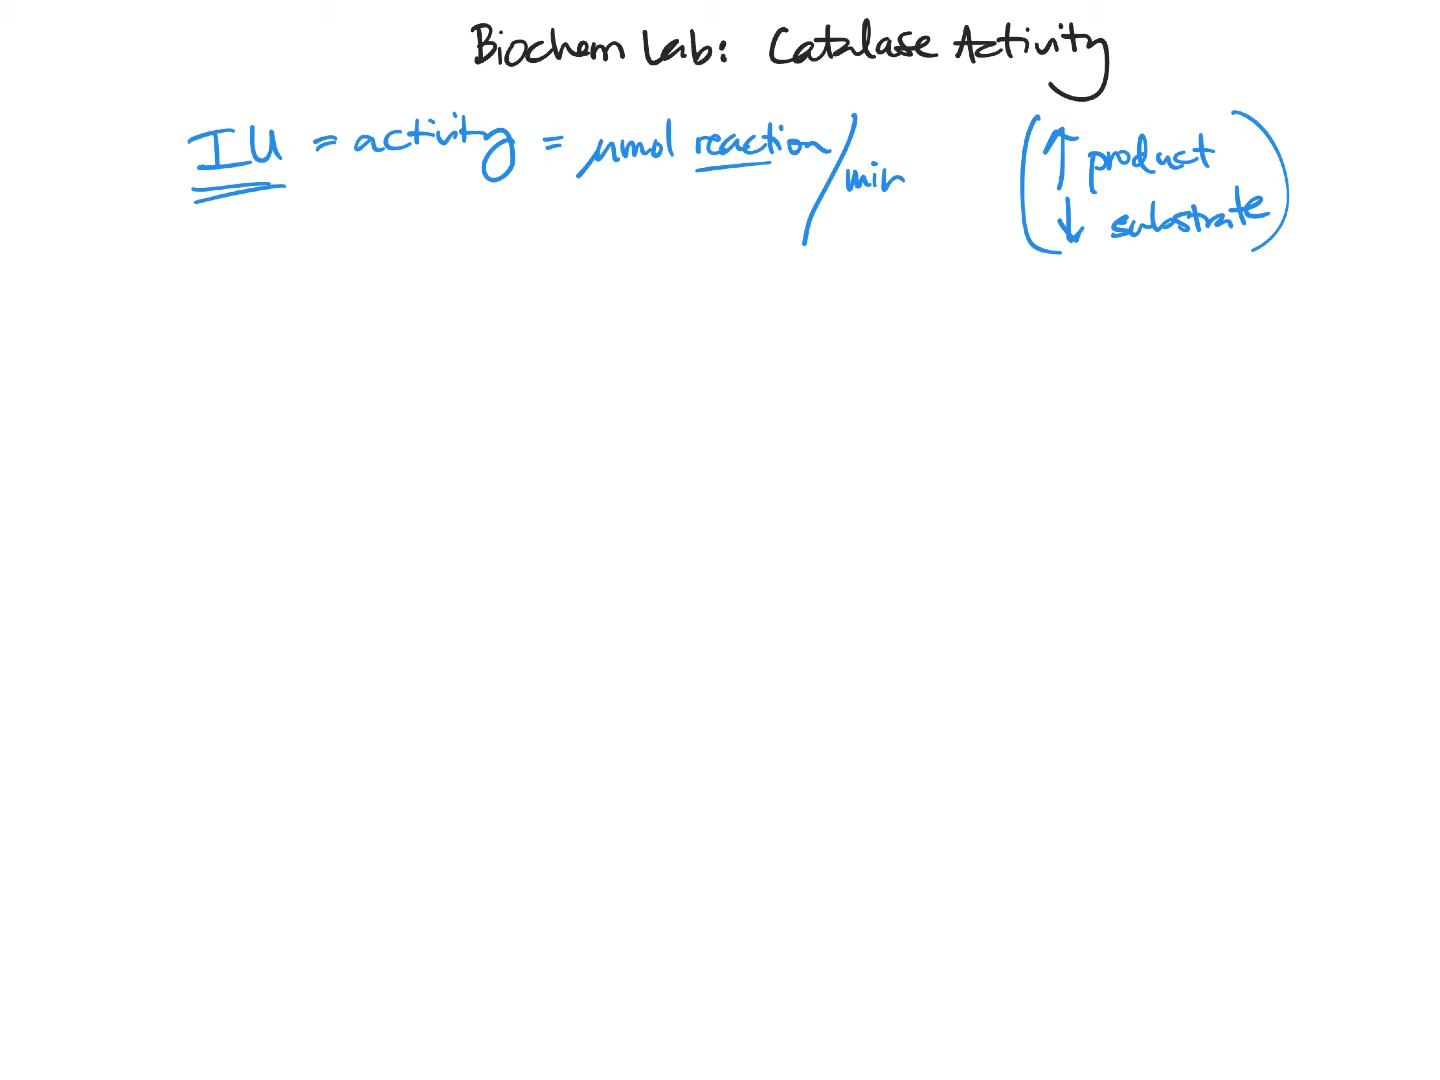 Biochem Lab: Catalase Activity
IU = activity = μmol reaction/min (↑ product ↓ substrate)